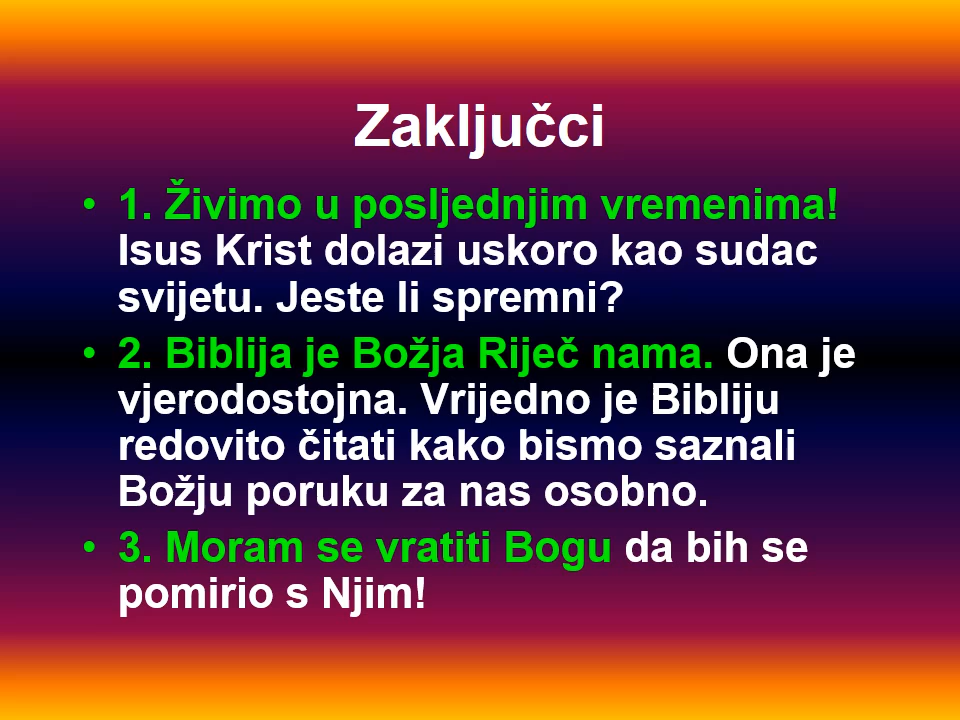 Zaključci
• 1. Živimo u posljednjim vremenima!
Isus Krist dolazi uskoro kao sudac
svijetu. Jeste li spremni?
• 2. Biblija je Božja Riječ nama. Ona je
vjerodostojna. Vrijedno je Bibliju
redovito čitati kako bismo saznali
Božju poruku za nas osobno.
• 3. Moram se vratiti Bogu da bih se
pomirio s Njim!